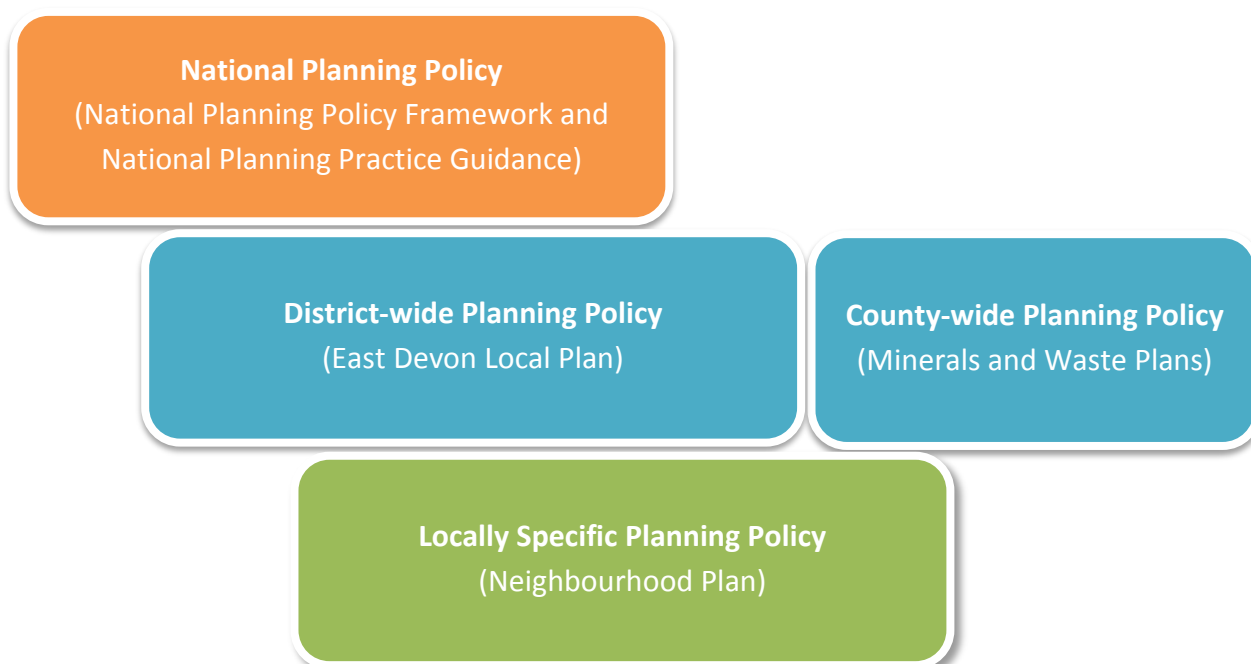 National Planning Policy
(National Planning Policy Framework and
National Planning Practice Guidance)
District-wide Planning Policy
(East Devon Local Plan)
County-wide Planning Policy
(Minerals and Waste Plans)
Locally Specific Planning Policy
(Neighbourhood Plan)